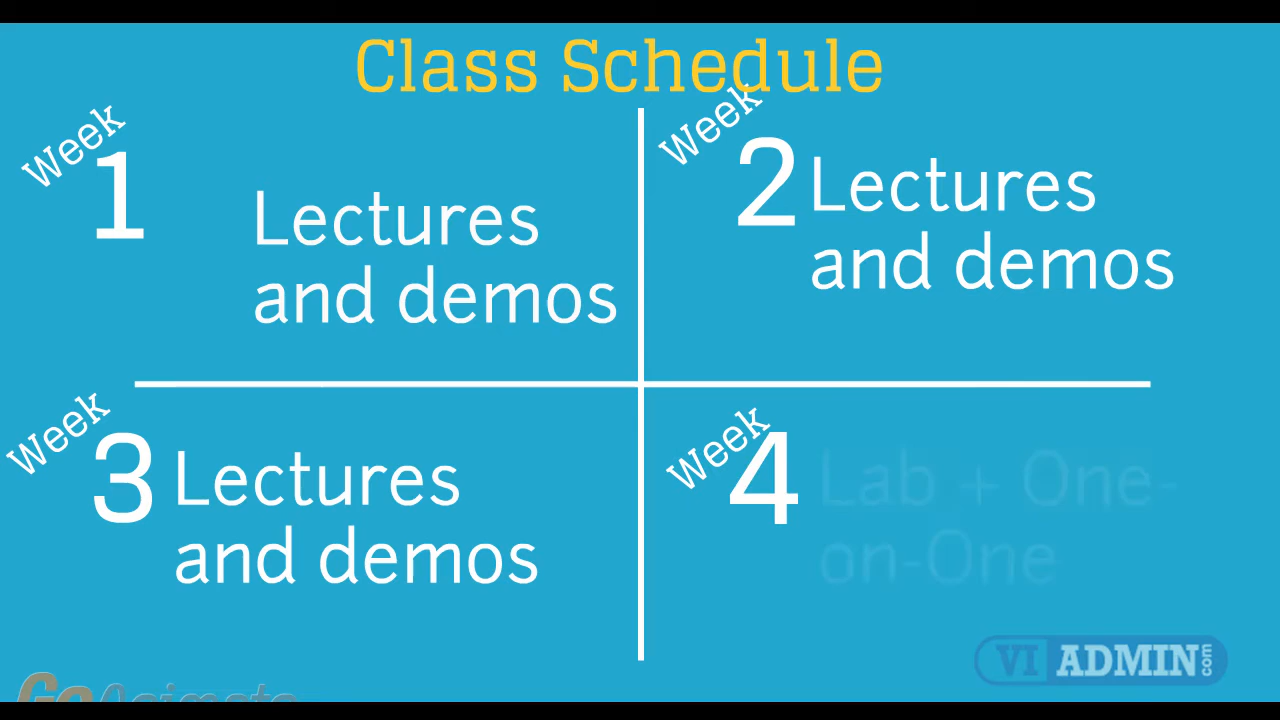 Class Schedule
Week
1
Lectures
and demos
Week
2
Lectures
and demos
Week
3
Lectures
and demos
Week
4
Lab + One-
on-One
VI ADMIN.com
GoAnimate